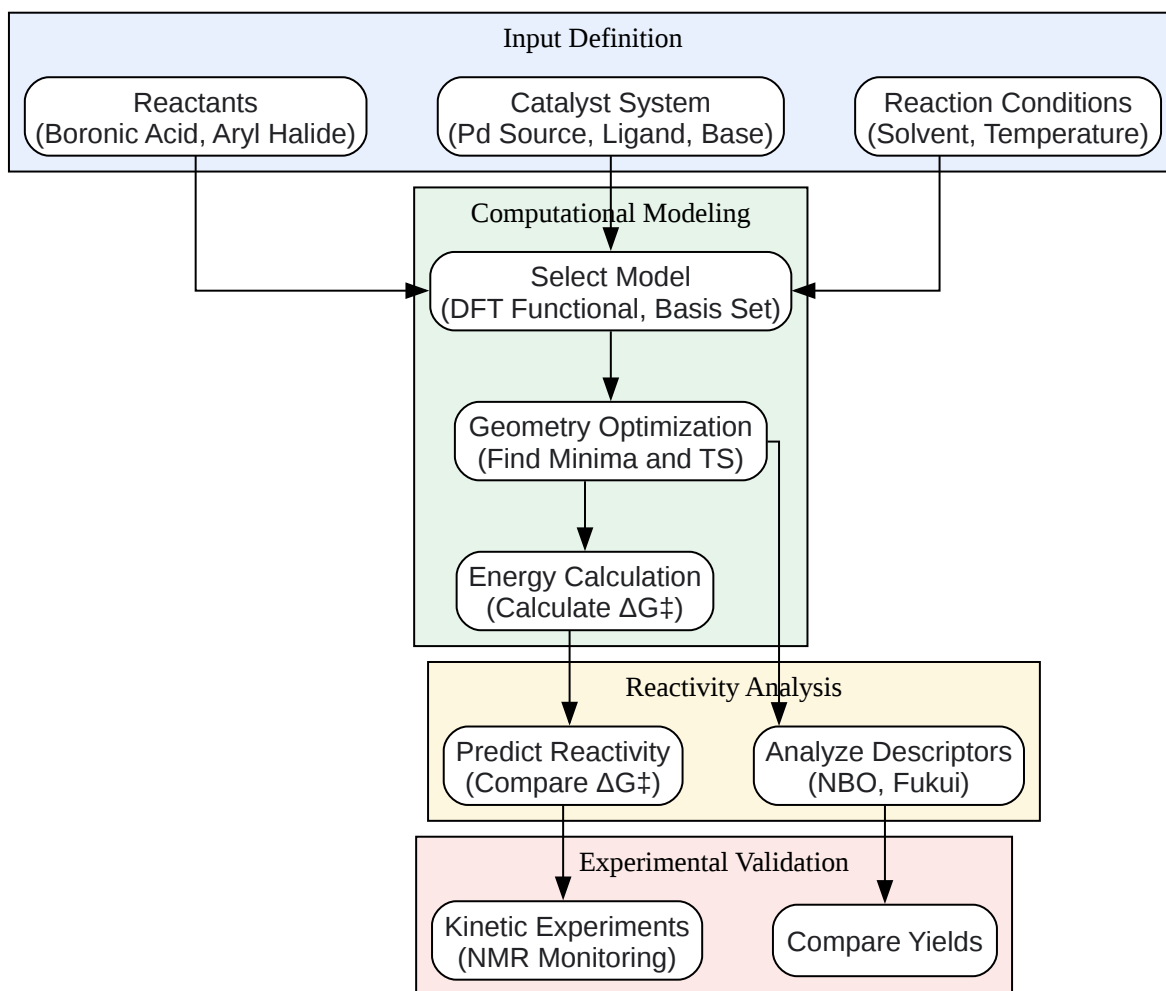 Input Definition
Reactants
(Boronic Acid, Aryl Halide)
Catalyst System
(Pd Source, Ligand, Base)
Reaction Conditions
(Solvent, Temperature)
Computational Modeling
Select Model
(DFT Functional, Basis Set)
Geometry Optimization
(Find Minima and TS)
Energy Calculation
(Calculate ΔG‡)
Reactivity Analysis
Predict Reactivity
(Compare ΔG‡)
Analyze Descriptors
(NBO, Fukui)
Experimental Validation
Kinetic Experiments
(NMR Monitoring)
Compare Yields